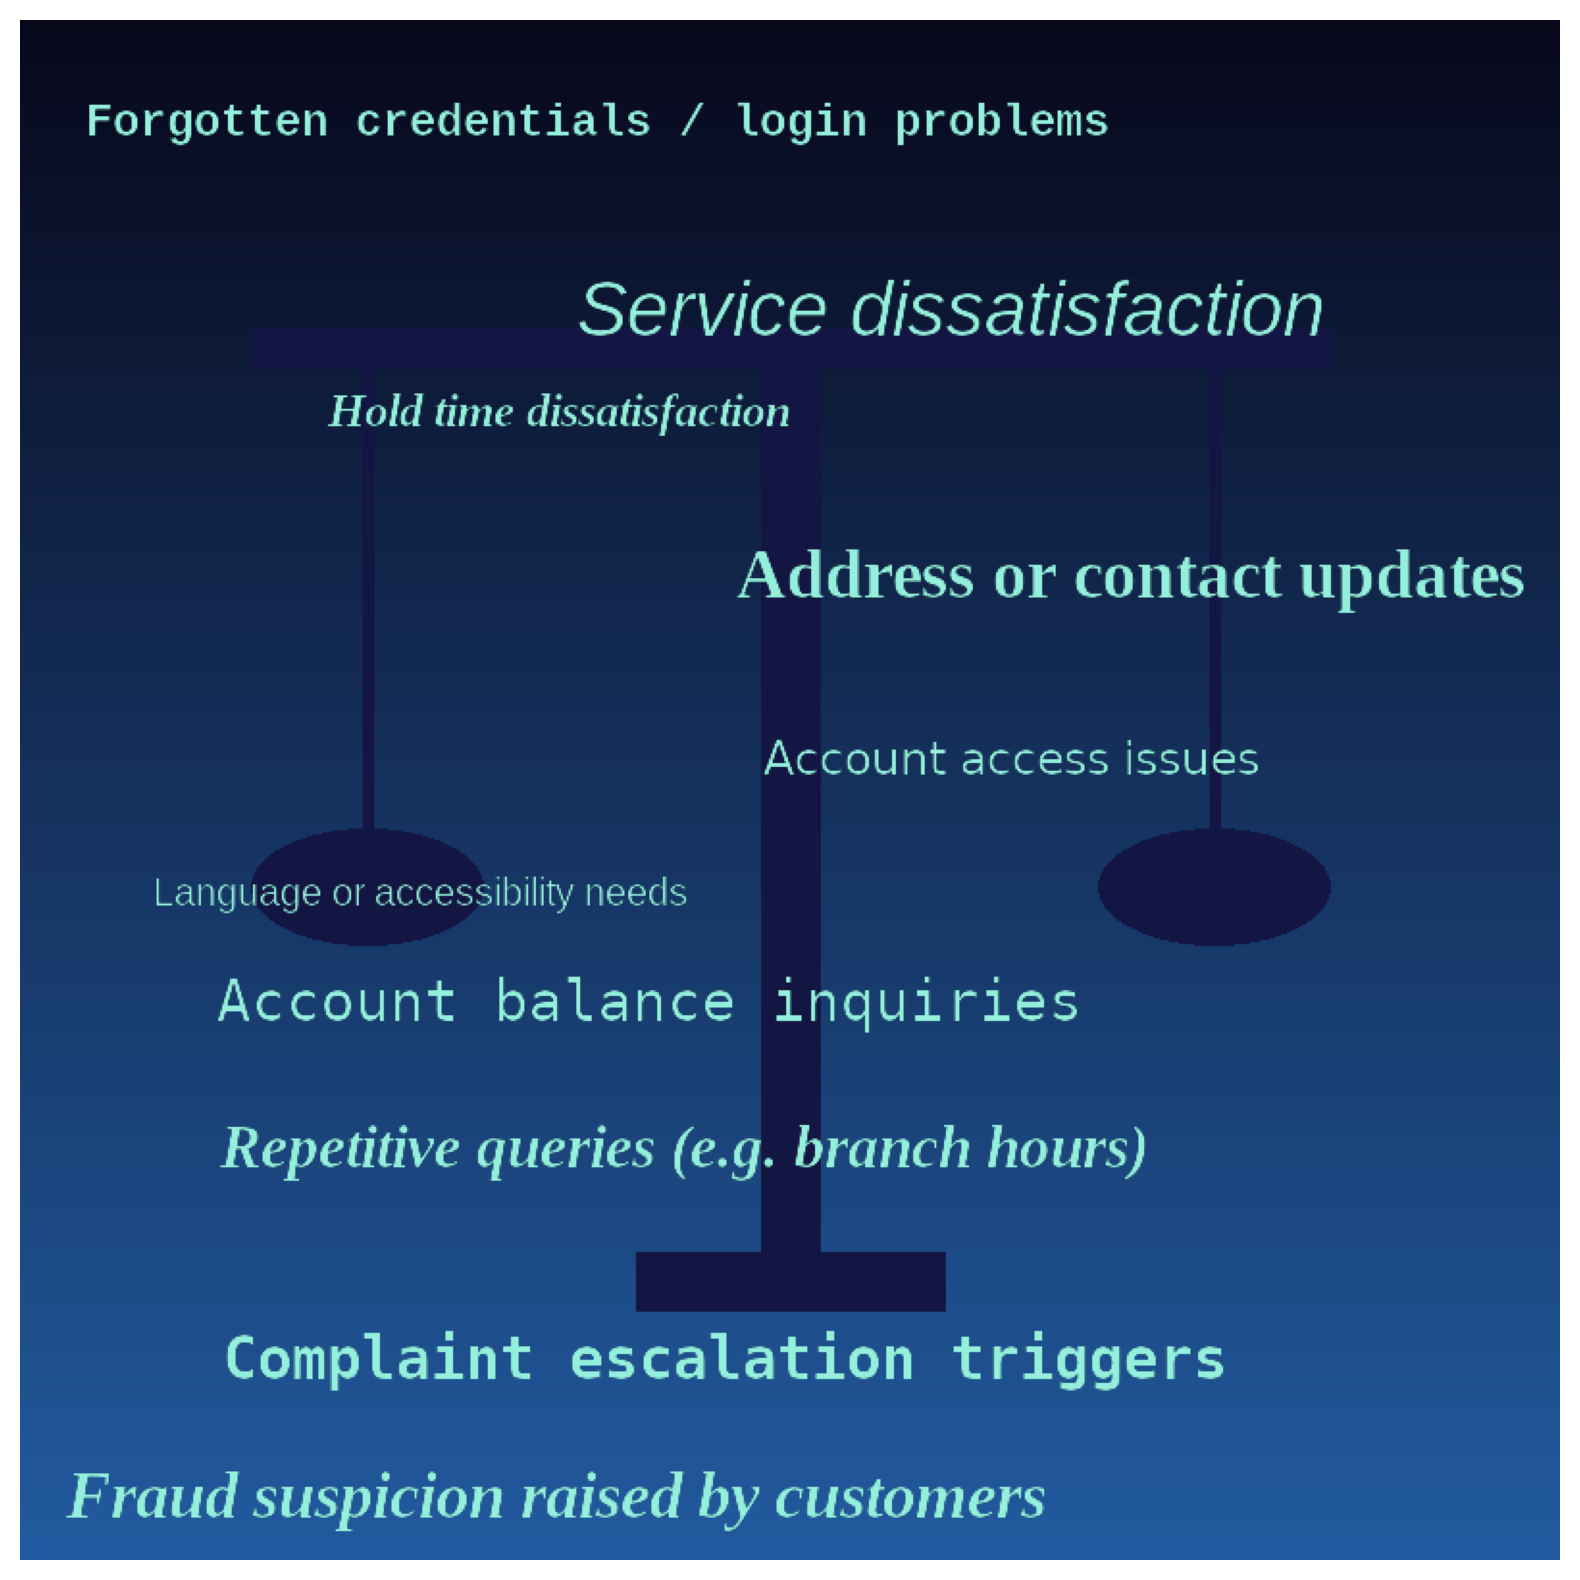 Forgotten credentials / login problems
Service dissatisfaction
Hold time dissatisfaction
Address or contact updates
Account access issues
Language or accessibility needs
Account balance inquiries
Repetitive queries (e.g. branch hours)
Complaint escalation triggers
Fraud suspicion raised by customers